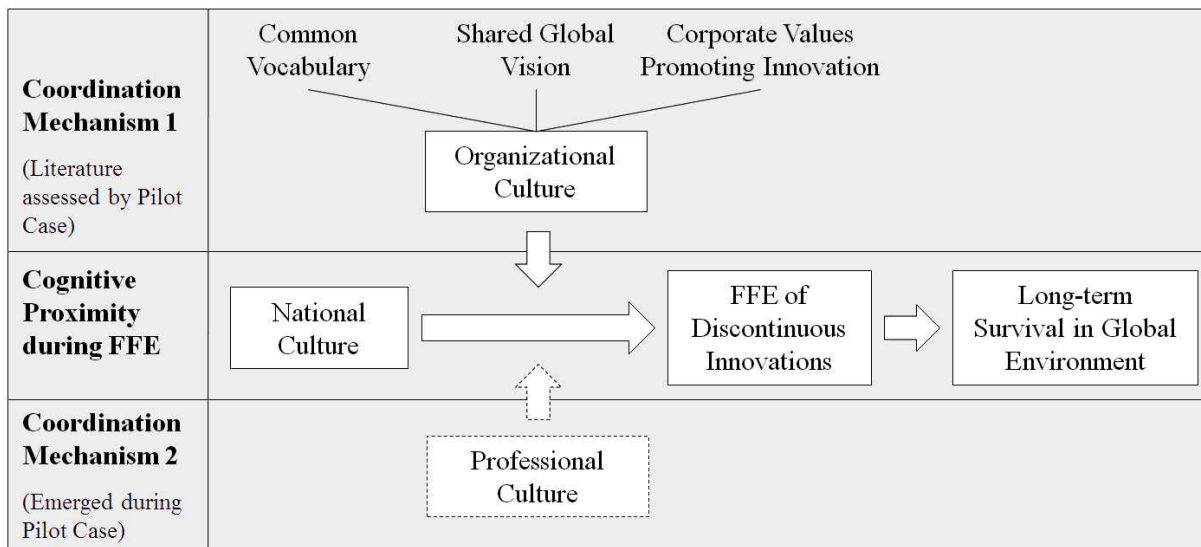 Coordination
Mechanism 1
(Literature
assessed by Pilot
Case)
Common
Vocabulary
Shared Global
Vision
Corporate Values
Promoting Innovation
Organizational
Culture
Cognitive
Proximity
during FFE
National
Culture
FFE of
Discontinuous
Innovations
Long-term
Survival in Global
Environment
Coordination
Mechanism 2
(Emerged during
Pilot Case)
Professional
Culture